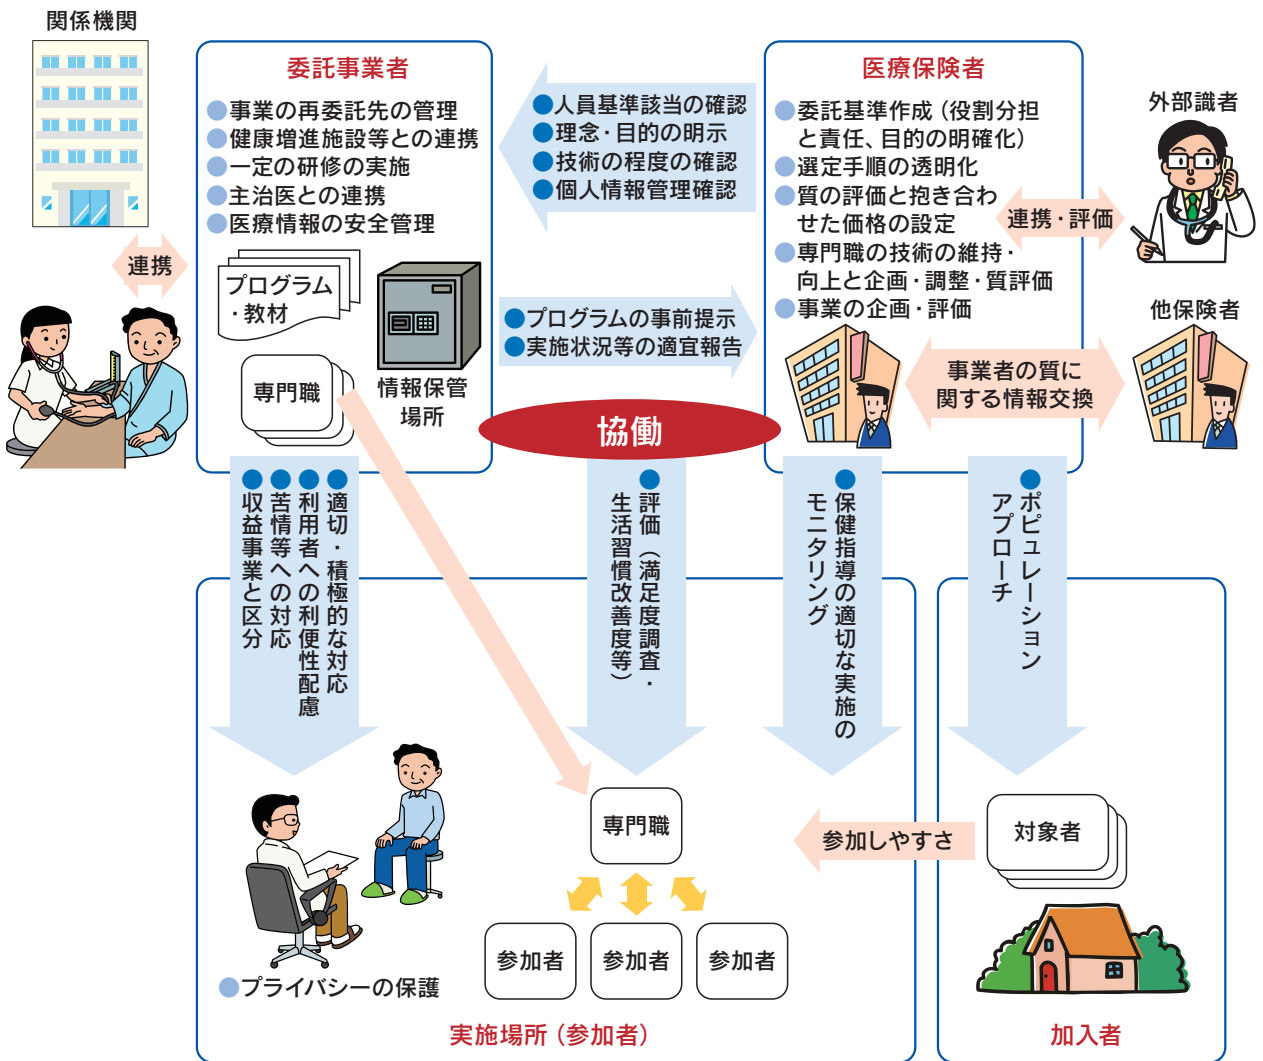 関係機関
委託事業者
●事業の再委託先の管理
●健康増進施設等との連携
●一定の研修の実施
●主治医との連携
●医療情報の安全管理
プログラム
・教材
専門職
情報保管
場所
連携
●人員基準該当の確認
●理念・目的の明示
●技術の程度の確認
●個人情報管理確認
●プログラムの事前提示
●実施状況等の適宜報告
協働
医療保険者
●委託基準作成（役割分担
と責任、目的の明確化）
●選定手順の透明化
●質の評価と抱き合わ
せた価格の設定
●専門職の技術の維持・
向上と企画・調整・質評価
●事業の企画・評価
連携・評価
外部識者
他保険者
事業者の質に
関する情報交換
●適切・積極的な対応
●利用者への利便性配慮
●苦情等への対応
●収益事業と区分
●評価（満足度調査・
生活習慣改善度等）
●保健指導の適切な実施の
モニタリング
●ポピュレーション
アプローチ
専門職
参加者
参加者
参加者
●プライバシーの保護
実施場所（参加者）
参加しやすさ
対象者
加入者